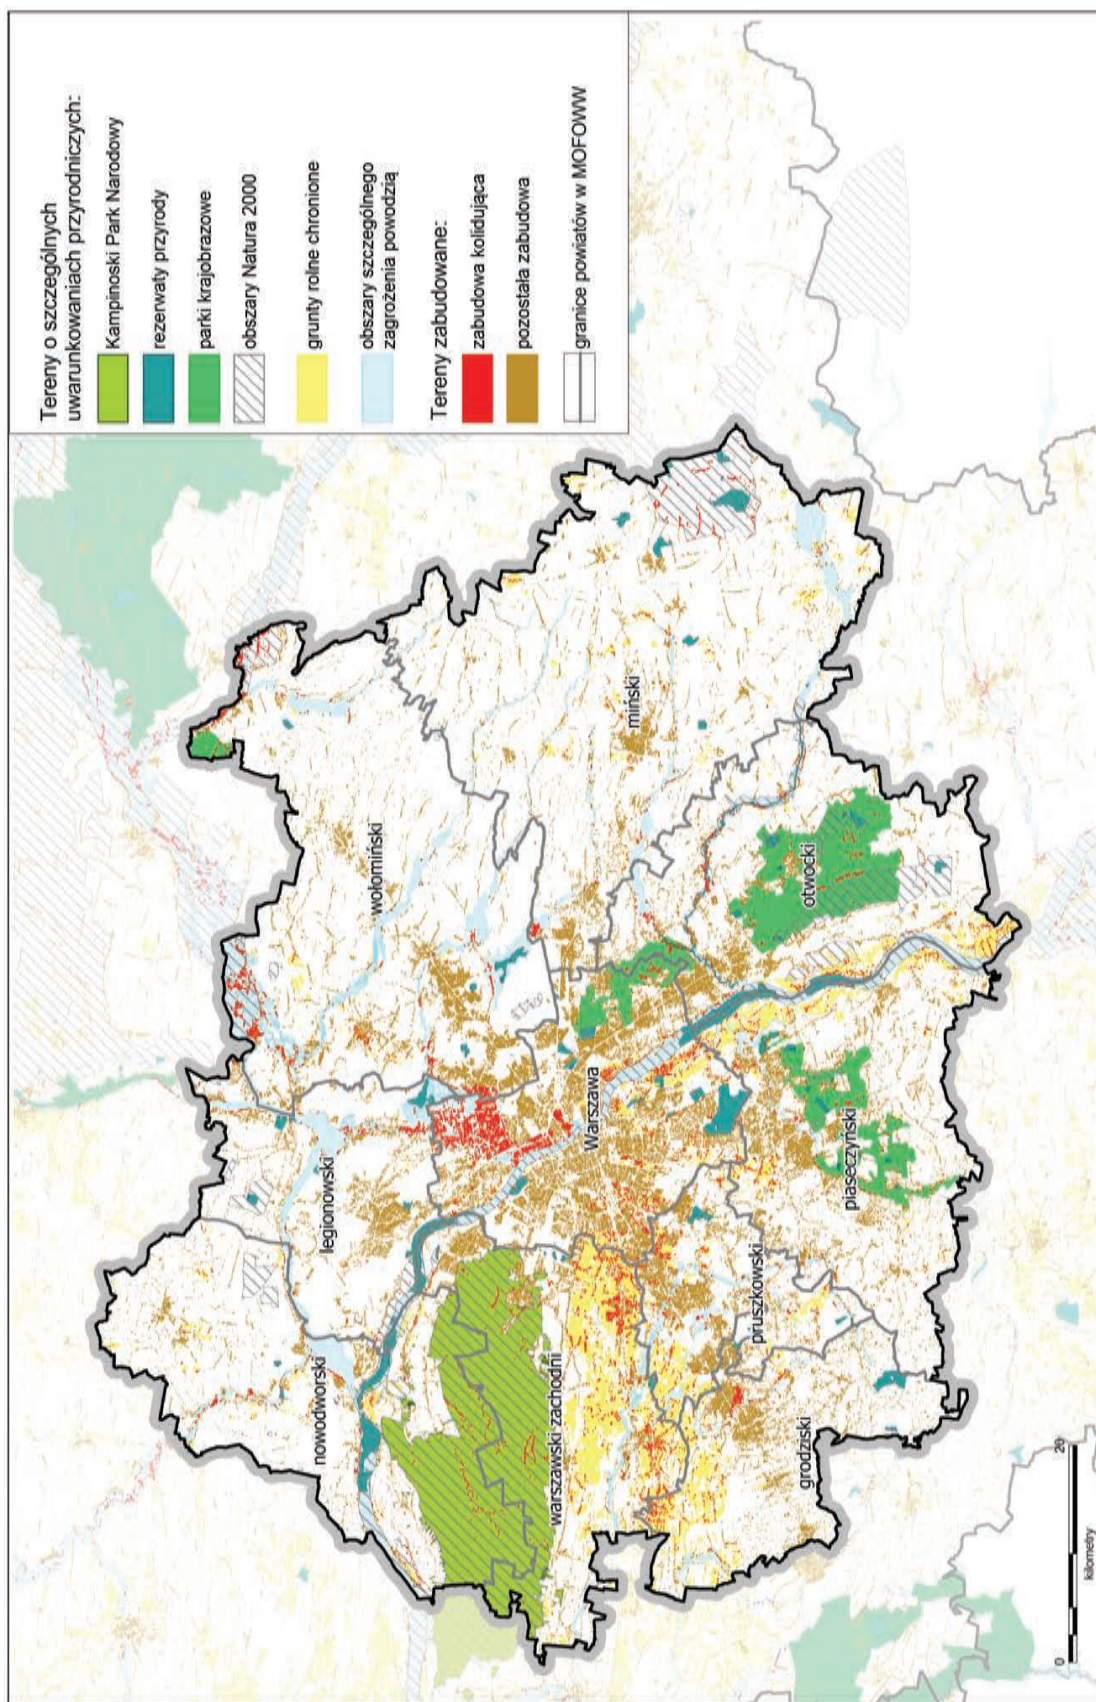 Tereny o szczególnych
uwarunkowaniach przyrodniczych:
Kampinoski Park Narodowy
rezerwaty przyrody
parki krajobrazowe
obszary Natura 2000
grunty rolne chronione
obszary szczególnego
zagrożenia powodzią
Tereny zabudowane:
zabudowa kolidująca
pozostała zabudowa
granice powiatów w MOFOWW
nowodworski
legionowski
wołomiński
warszawski zachodni
Warszawa
miński
pruszkowski
grodziski
piaseczyński
otwocki
0
20
kilometry